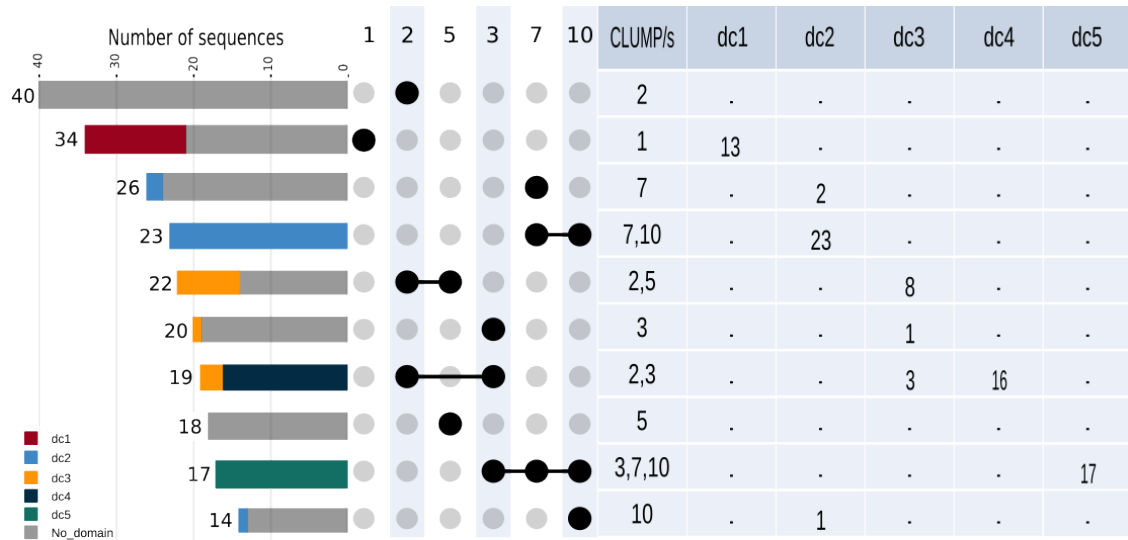 Number of sequences 1 2 5 3 7 10 CLUMP/s dc1 dc2 dc3 dc4 dc5
40 30 20 10 0
40 2 - - - - -
34 1 13 - - - -
26 7 - 2 - - -
23 7,10 - 23 - - -
22 2,5 - - 8 - -
20 3 - - 1 - -
19 2,3 - - 3 16 -
18 5 - - - - -
17 3,7,10 - - - - 17
14 10 - 1 - - -
dc1
dc2
dc3
dc4
dc5
No_domain